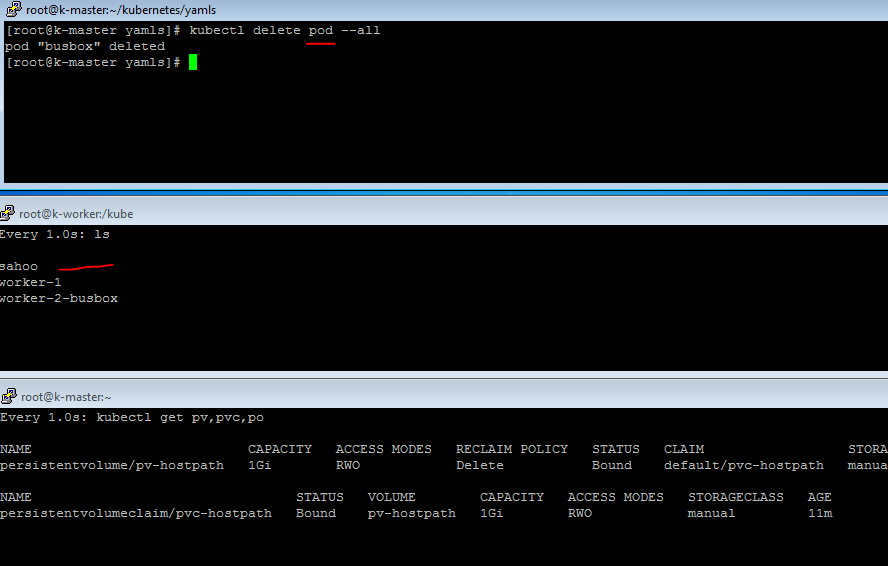 root@k-master:~/kubernetes/yamls
[root@k-master yamls]# kubectl delete pod --all
pod "busbox" deleted
[root@k-master yamls]#
root@k-worker:/kube
Every 1.0s: ls
sahoo
worker-1
worker-2-busbox
root@k-master:~
Every 1.0s: kubectl get pv,pvc,po
NAME CAPACITY ACCESS MODES RECLAIM POLICY STATUS CLAIM STORA
persistentvolume/pv-hostpath 1Gi RWO Delete Bound default/pvc-hostpath manua
NAME STATUS VOLUME CAPACITY ACCESS MODES STORAGECLASS AGE
persistentvolumeclaim/pvc-hostpath Bound pv-hostpath 1Gi RWO manual 11m